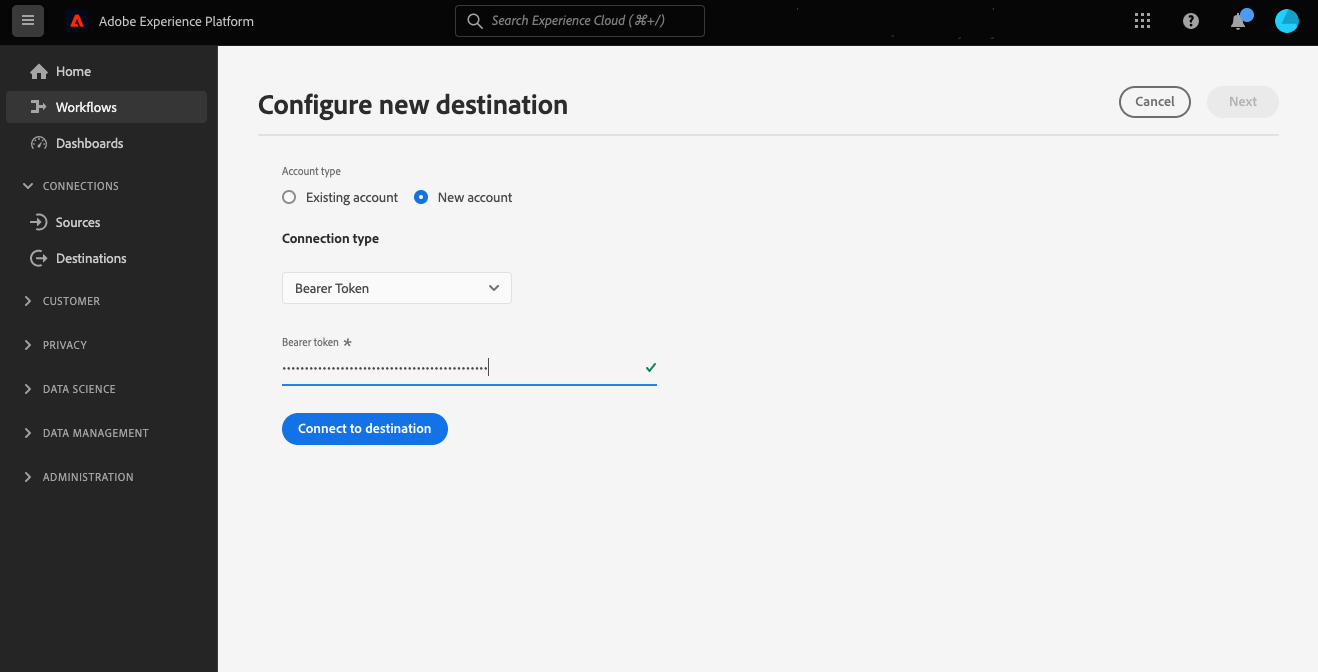 Adobe Experience Platform
Search Experience Cloud (⌘+/)
Home
Workflows
Dashboards
CONNECTIONS
Sources
Destinations
CUSTOMER
PRIVACY
DATA SCIENCE
DATA MANAGEMENT
ADMINISTRATION
Configure new destination
Cancel
Next
Account type
Existing account
New account
Connection type
Bearer Token
Bearer token *
Connect to destination